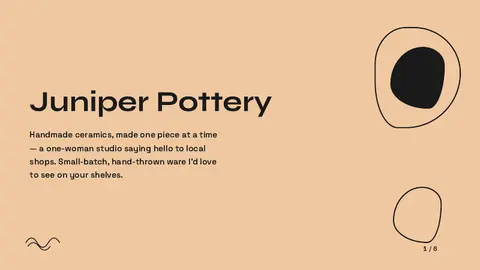 Juniper Pottery
Handmade ceramics, made one piece at a time
— a one-woman studio saying hello to local
shops. Small-batch, hand-thrown ware I'd love
to see on your shelves.
1 / 6